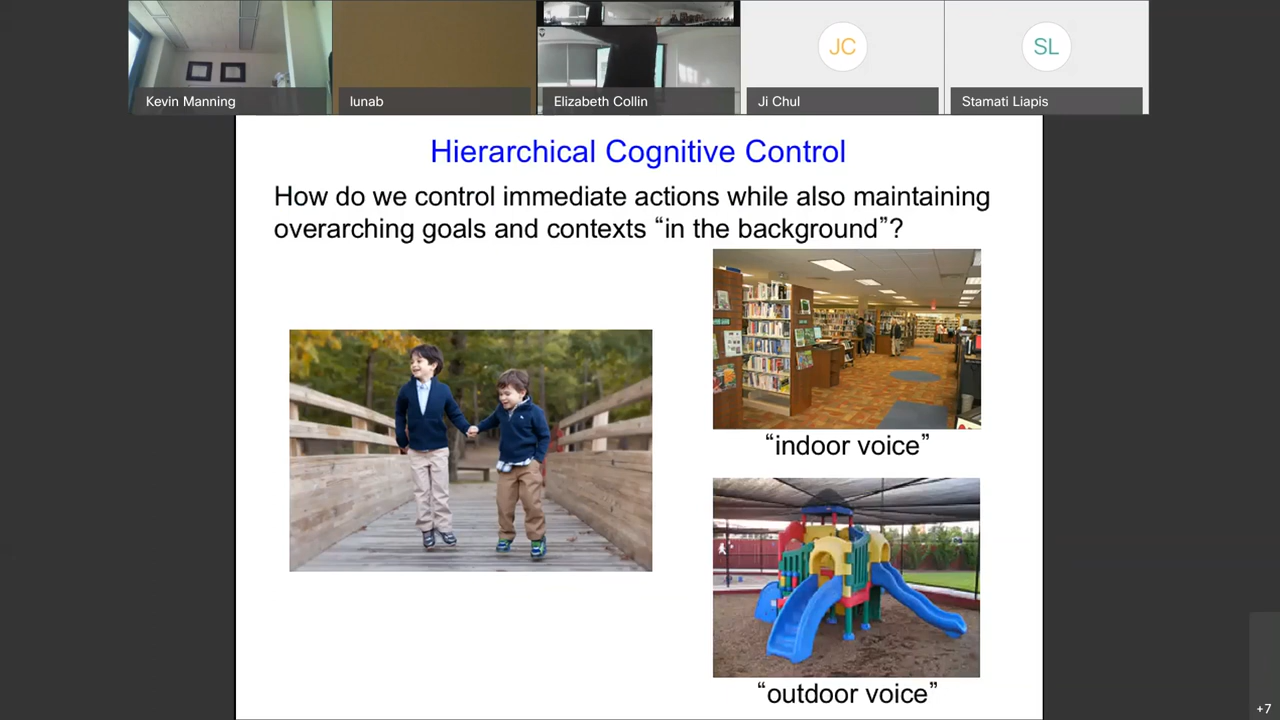 Kevin Manning
lunab
Elizabeth Collin
JC
Ji Chul
SL
Stamati Liapis
Hierarchical Cognitive Control
How do we control immediate actions while also maintaining
overarching goals and contexts “in the background”?
“indoor voice”
“outdoor voice”
+7